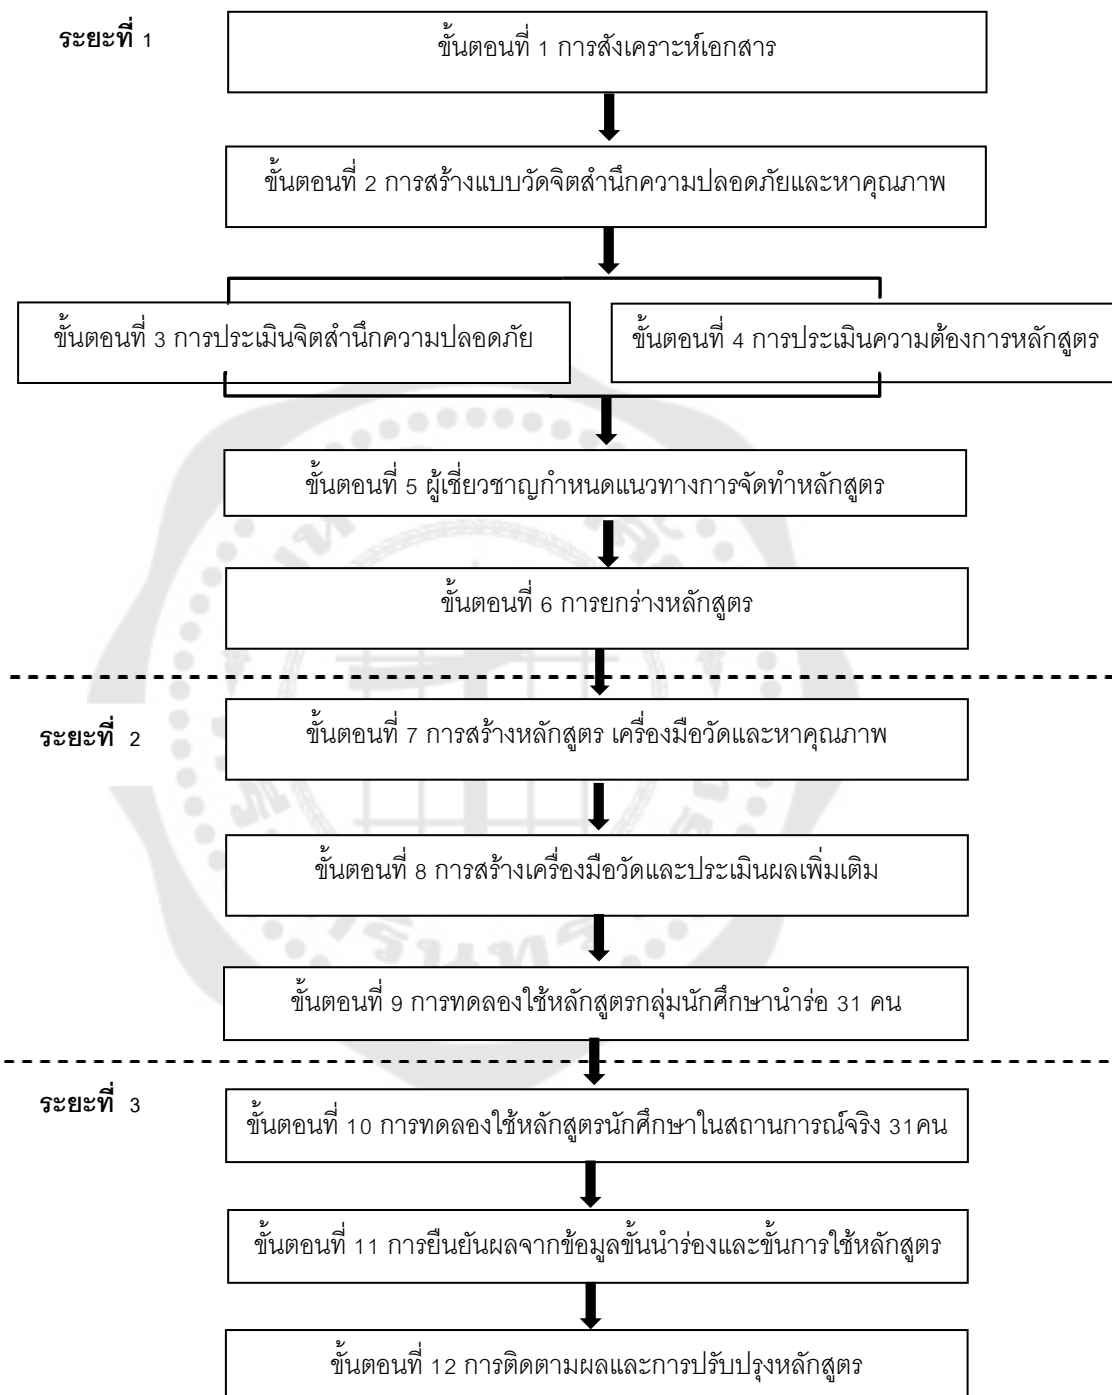 ระยะที่ 1
ขั้นตอนที่ 1 การสังเคราะห์เอกสาร
ขั้นตอนที่ 2 การสร้างแบบวัดจิตสำนึกความปลอดภัยและหาคุณภาพ
ขั้นตอนที่ 3 การประเมินจิตสำนึกความปลอดภัย
ขั้นตอนที่ 4 การประเมินความต้องการหลักสูตร
ขั้นตอนที่ 5 ผู้เชี่ยวชาญกำหนดแนวทางการจัดทำหลักสูตร
ขั้นตอนที่ 6 การยกร่างหลักสูตร
ระยะที่ 2
ขั้นตอนที่ 7 การสร้างหลักสูตร เครื่องมือวัดและหาคุณภาพ
ขั้นตอนที่ 8 การสร้างเครื่องมือวัดและประเมินผลเพิ่มเติม
ขั้นตอนที่ 9 การทดลองใช้หลักสูตรกลุ่มนักศึกษานำร่อ 31 คน
ระยะที่ 3
ขั้นตอนที่ 10 การทดลองใช้หลักสูตรนักศึกษาในสถานการณ์จริง 31คน
ขั้นตอนที่ 11 การยืนยันผลจากข้อมูลขั้นนำร่องและขั้นการใช้หลักสูตร
ขั้นตอนที่ 12 การติดตามผลและการปรับปรุงหลักสูตร